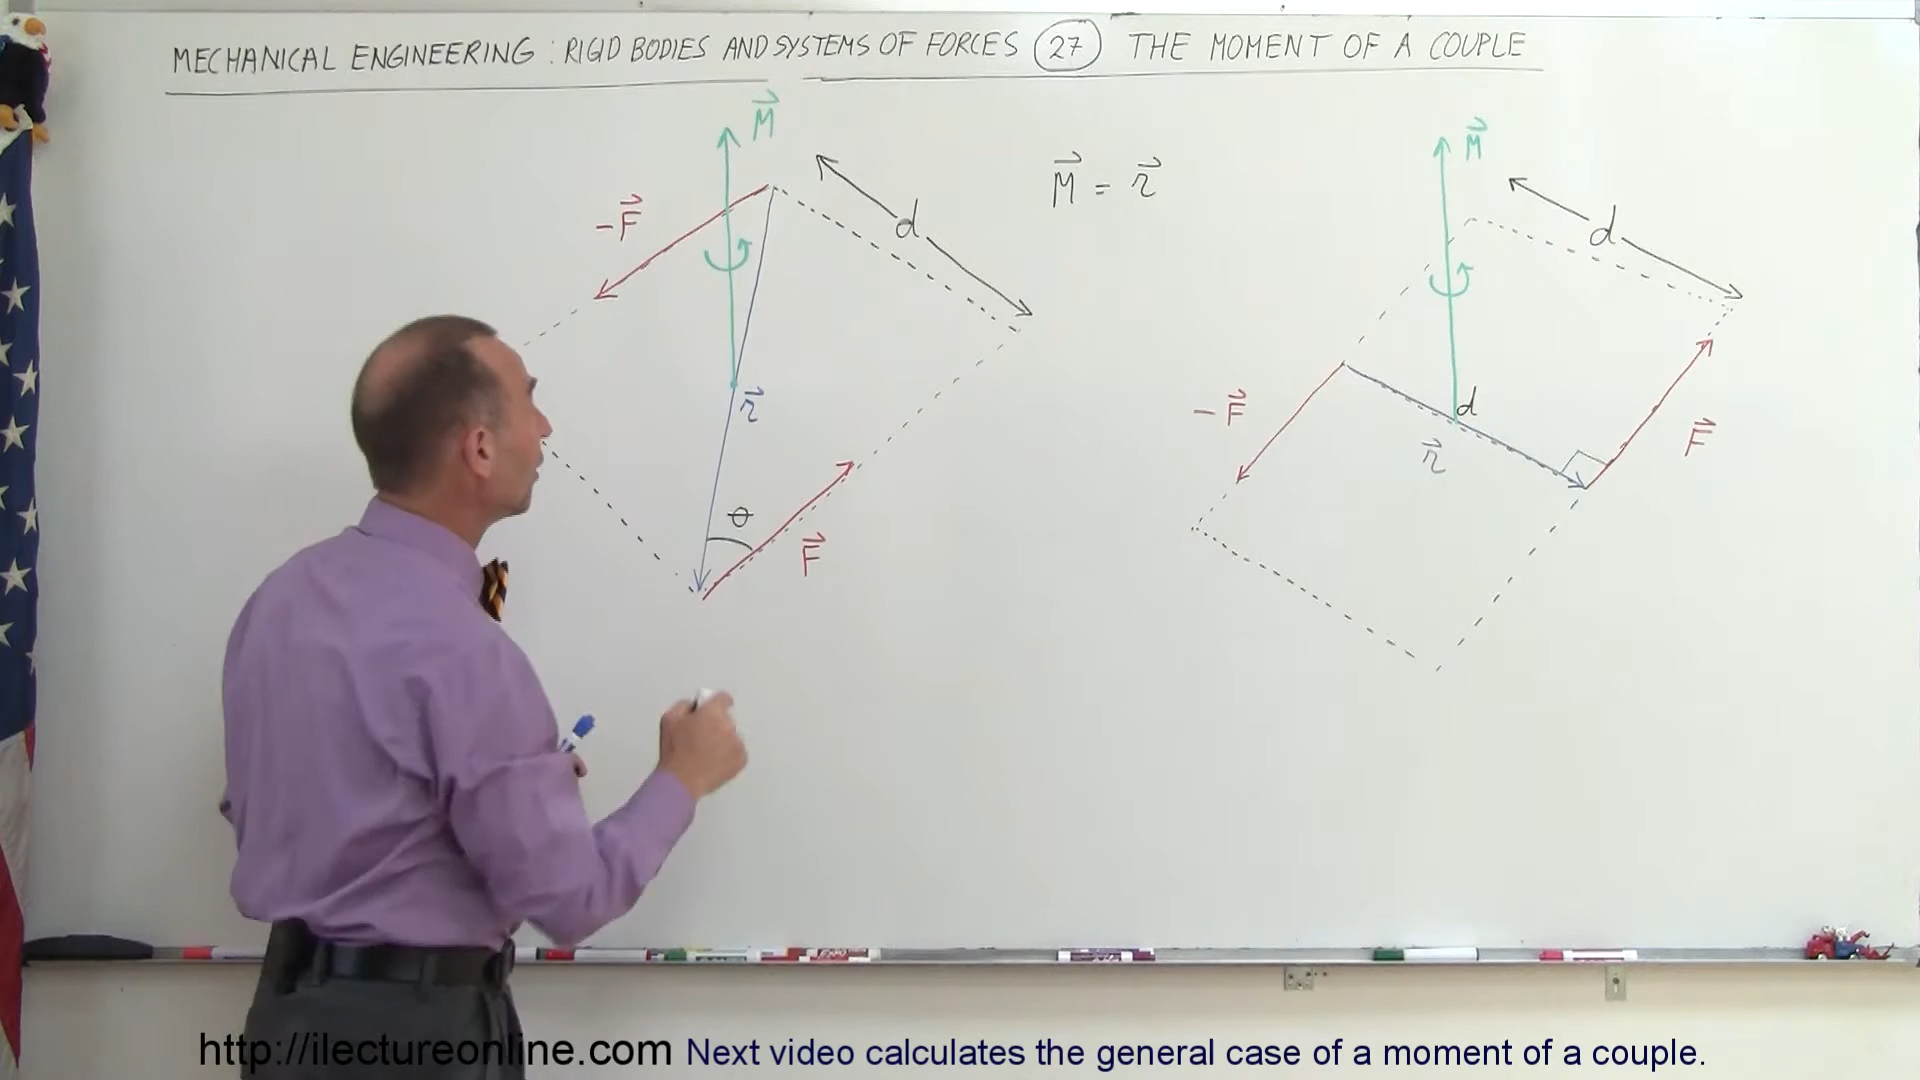 MECHANICAL ENGINEERING : RIGID BODIES AND SYSTEMS OF FORCES 27 THE MOMENT OF A COUPLE
M⃗
-F⃗
d
r⃗
θ
F⃗
M⃗ = r⃗
M⃗
d
-F⃗
d
r⃗
F⃗
http://ilectureonline.com Next video calculates the general case of a moment of a couple.